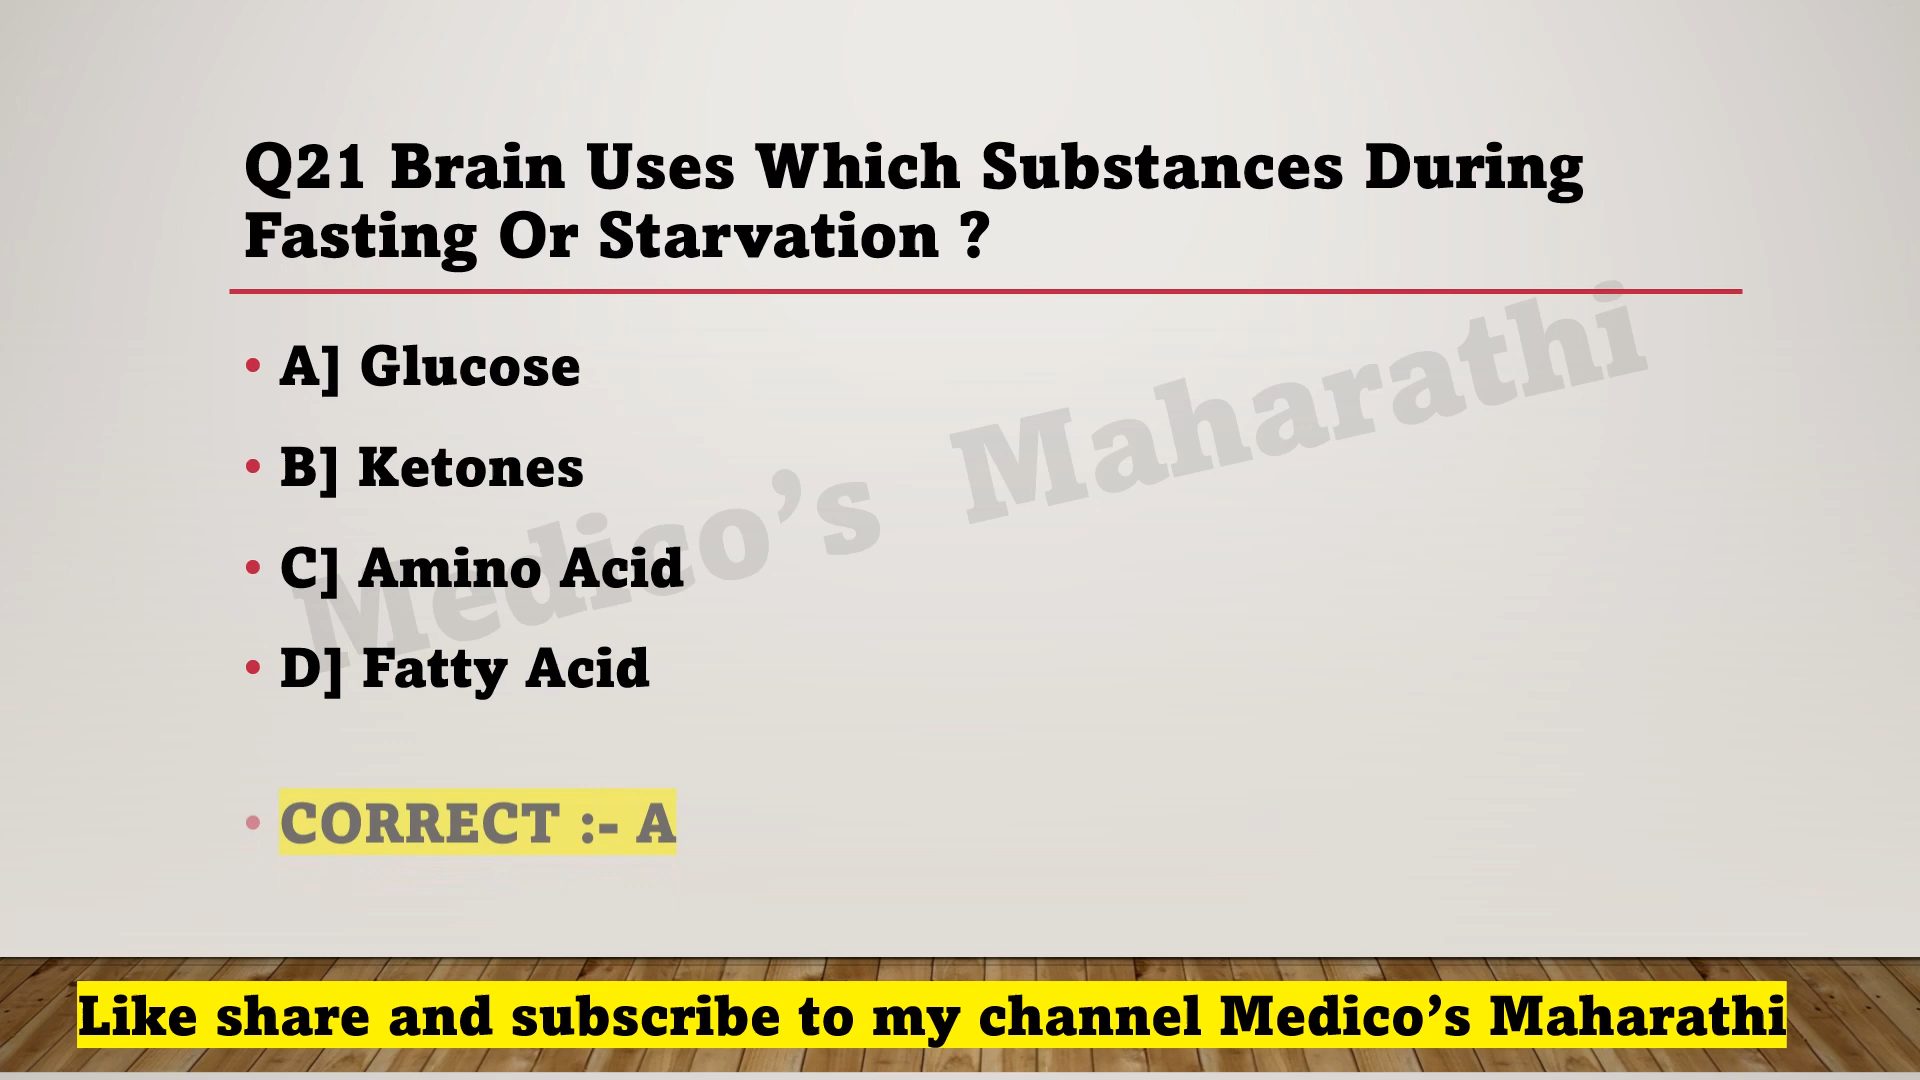 Q21 Brain Uses Which Substances During
Fasting Or Starvation ?
• A] Glucose
• B] Ketones
• C] Amino Acid
• D] Fatty Acid
Medico’s Maharathi
• CORRECT :- A
Like share and subscribe to my channel Medico’s Maharathi